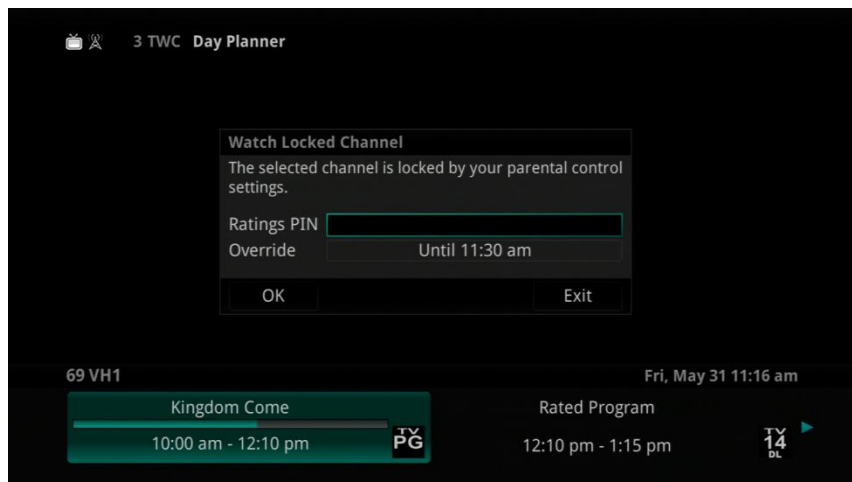 3 TWC Day Planner
Watch Locked Channel
The selected channel is locked by your parental control
settings.
Ratings PIN
Override Until 11:30 am
OK Exit
69 VH1 Fri, May 31 11:16 am
Kingdom Come Rated Program
10:00 am - 12:10 pm TV PG 12:10 pm - 1:15 pm TV 14 DL